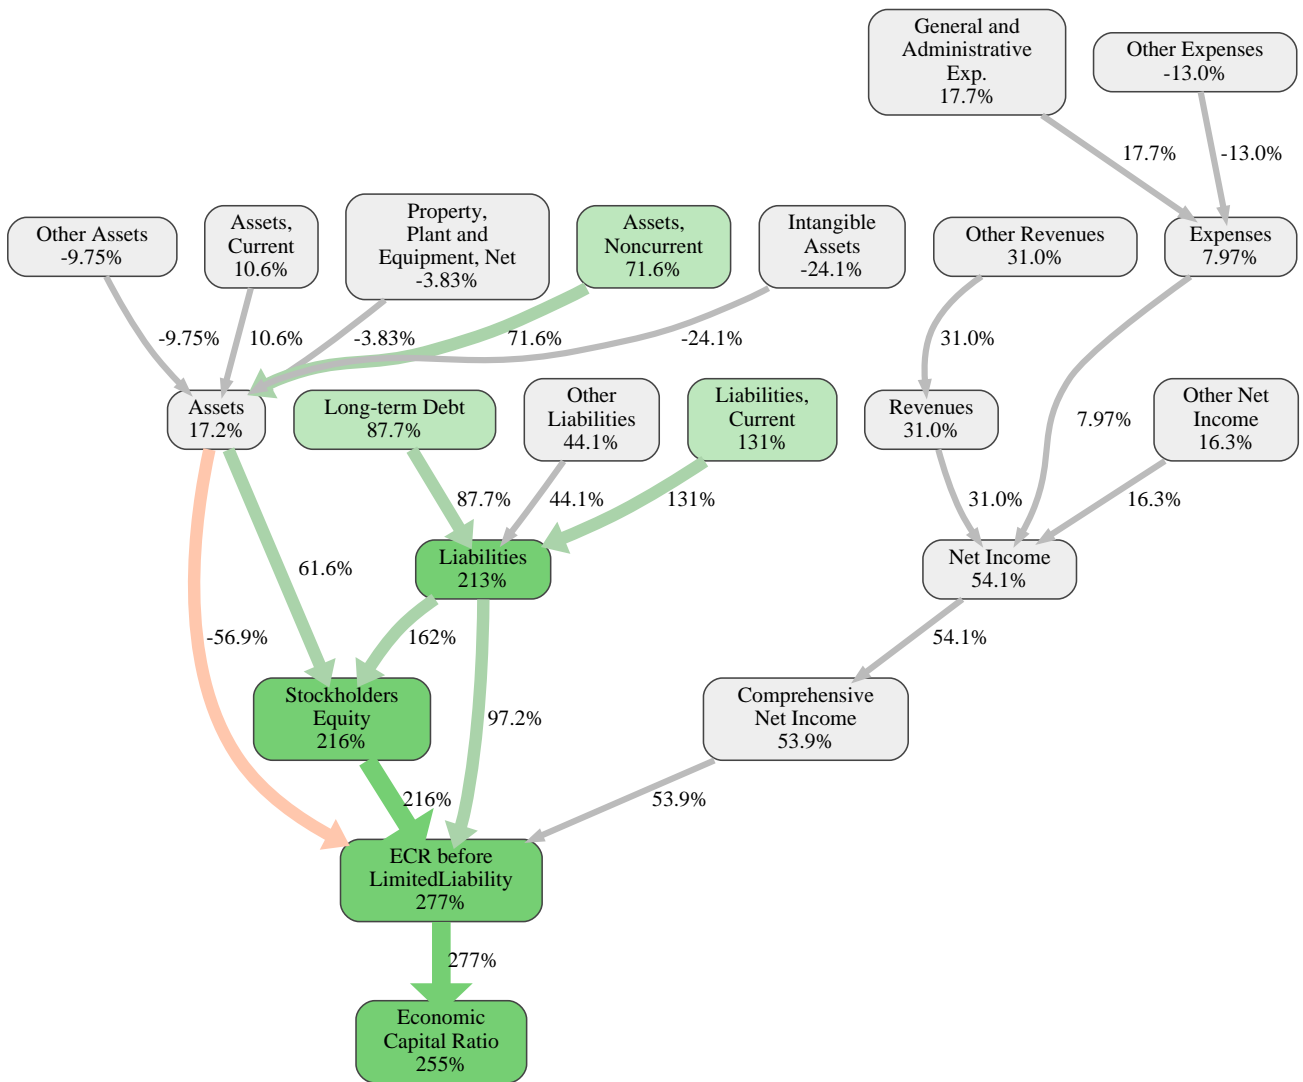 General and
Administrative
Exp.
17.7%
Other Expenses
-13.0%
17.7%
-13.0%
Other Assets
-9.75%
Assets,
Current
10.6%
Property,
Plant and
Equipment, Net
-3.83%
Assets,
Noncurrent
71.6%
Intangible
Assets
-24.1%
Other Revenues
31.0%
Expenses
7.97%
-9.75%
10.6%
-3.83%
71.6%
-24.1%
31.0%
7.97%
Assets
17.2%
Long-term Debt
87.7%
Other
Liabilities
44.1%
Liabilities,
Current
131%
Revenues
31.0%
Other Net
Income
16.3%
87.7%
44.1%
131%
31.0%
16.3%
Liabilities
213%
Net Income
54.1%
61.6%
-56.9%
162%
97.2%
54.1%
Stockholders
Equity
216%
Comprehensive
Net Income
53.9%
216%
53.9%
ECR before
LimitedLiability
277%
277%
Economic
Capital Ratio
255%